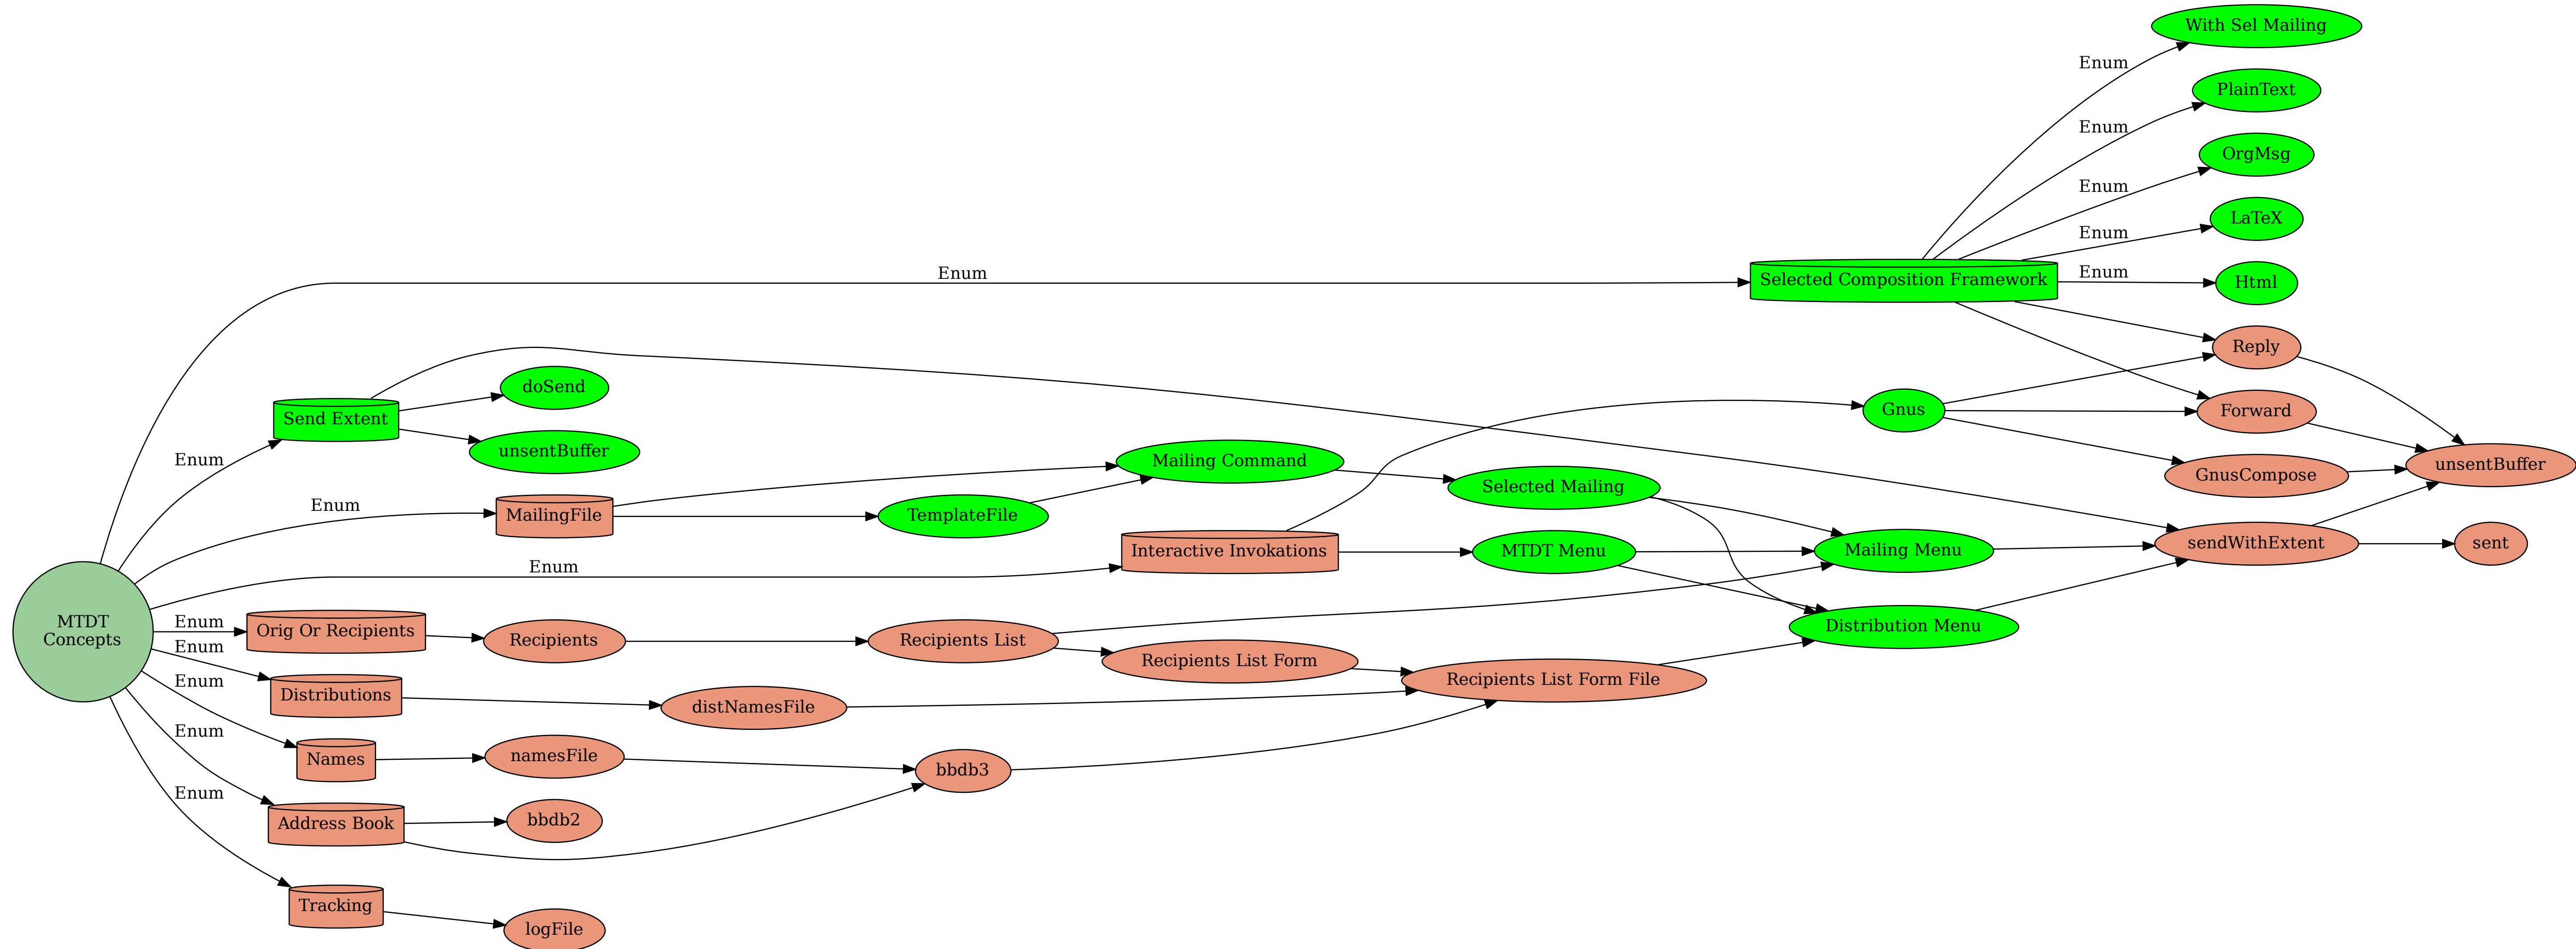 With Sel Mailing
Enum
PlainText
Enum
OrgMsg
Enum
LaTeX
Enum
Enum
Selected Composition Framework
Enum
Html
Reply
doSend
Send Extent
Gnus
Forward
Enum
unsentBuffer
Mailing Command
unsentBuffer
GnusCompose
Selected Mailing
Enum
MailingFile
TemplateFile
Interactive Invokations
MTDT Menu
Mailing Menu
sendWithExtent
sent
Enum
MTDT
Concepts
Enum
Orig Or Recipients
Recipients
Recipients List
Distribution Menu
Enum
Recipients List Form
Enum
Distributions
Recipients List Form File
distNamesFile
Enum
Names
namesFile
bbdb3
Enum
Address Book
bbdb2
Tracking
logFile